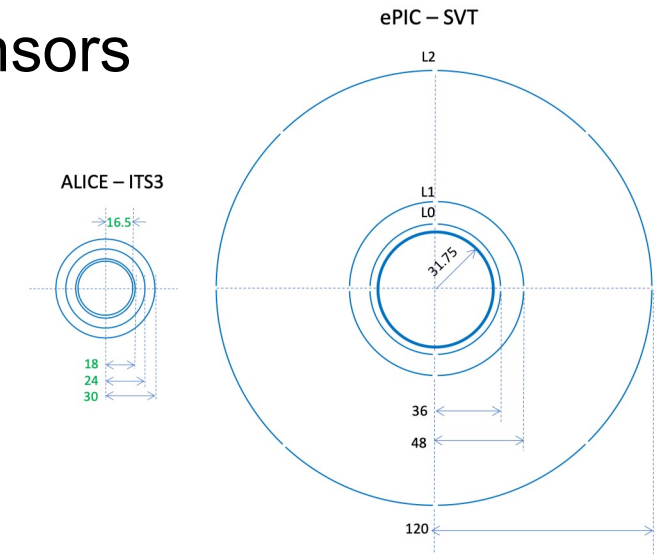 nsors
ePIC – SVT
L2
ALICE – ITS3
16.5
L1
L0
31.75
18
24
30
36
48
120